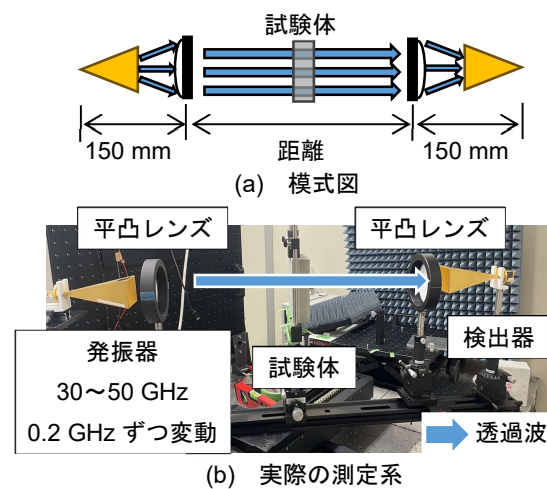 試験体
150 mm
距離
150 mm
(a) 模式図
平凸レンズ
平凸レンズ
発振器
30～50 GHz
0.2 GHz ずつ変動
試験体
検出器
透過波
(b) 実際の測定系